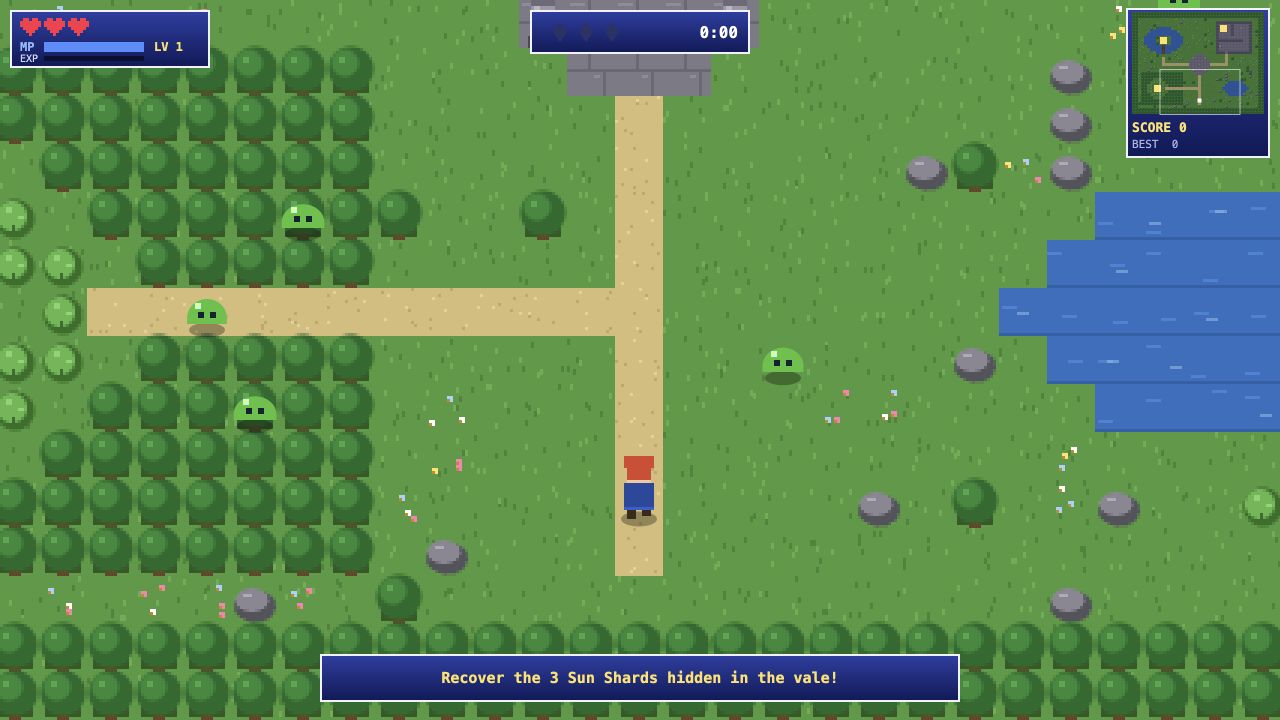 MP
LV 1
EXP
0:00
SCORE 0
BEST 0
Recover the 3 Sun Shards hidden in the vale!